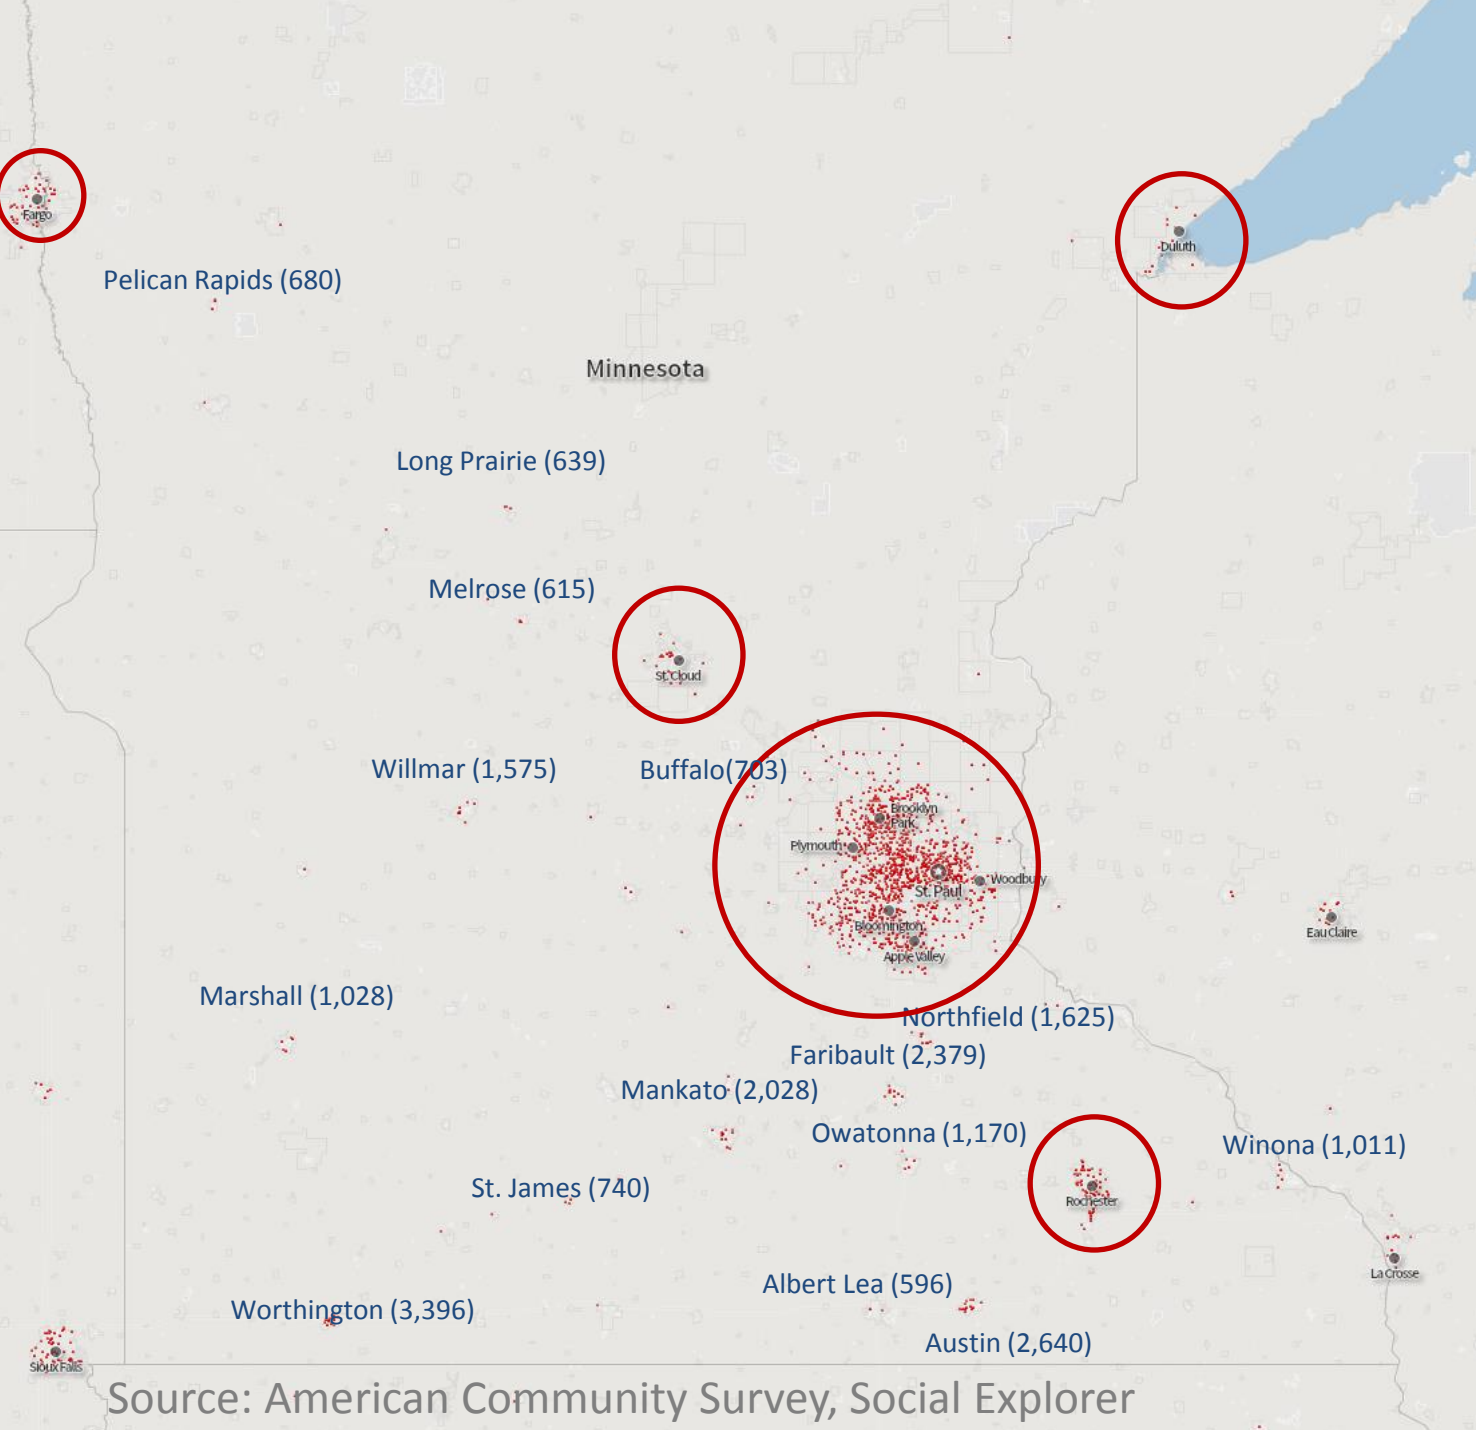 Fargo
Duluth
Pelican Rapids (680)
Minnesota
Long Prairie (639)
Melrose (615)
St. Cloud
Willmar (1,575)
Buffalo(703)
Brooklyn
Park
Plymouth
St. Paul
Woodbury
Bloomington
Apple Valley
Eau Claire
Marshall (1,028)
Northfield (1,625)
Faribault (2,379)
Mankato (2,028)
Owatonna (1,170)
Winona (1,011)
St. James (740)
Rochester
La Crosse
Albert Lea (596)
Worthington (3,396)
Austin (2,640)
Sioux Falls
Source: American Community Survey, Social Explorer